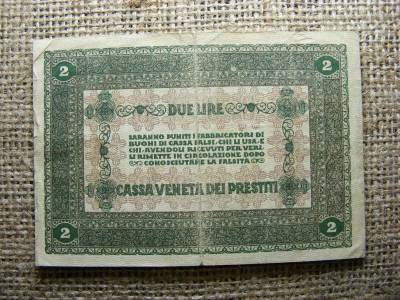 2 2
DUE LIRE
SARANNO PUNITI I FABBRICATORI DI
BUONI DI CASSA FALSI, CHI LI USA, E
CHI, AVENDOLI RICEVUTI PER VERI,
LI RIMETTE IN CIRCOLAZIONE DOPO
CONOSCIUTANE LA FALSITÀ
CASSA VENETA DEI PRESTITI
2 2